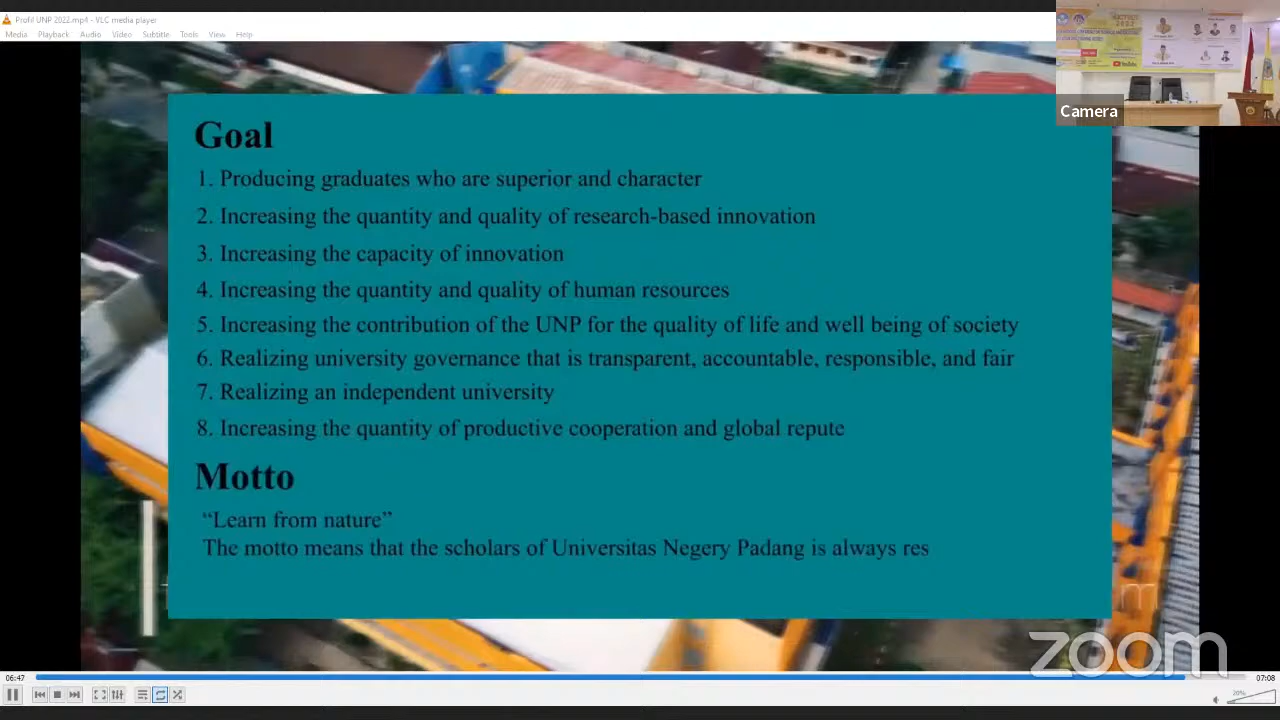 Profil UNP 2022.mp4 - VLC media player
Media Playback Audio Video Subtitle Tools View Help
2022
Camera
Goal
1. Producing graduates who are superior and character
2. Increasing the quantity and quality of research-based innovation
3. Increasing the capacity of innovation
4. Increasing the quantity and quality of human resources
5. Increasing the contribution of the UNP for the quality of life and well being of society
6. Realizing university governance that is transparent, accountable, responsible, and fair
7. Realizing an independent university
8. Increasing the quantity of productive cooperation and global repute
Motto
“Learn from nature”
The motto means that the scholars of Universitas Negery Padang is always res
zoom
06:47
07:08
20%